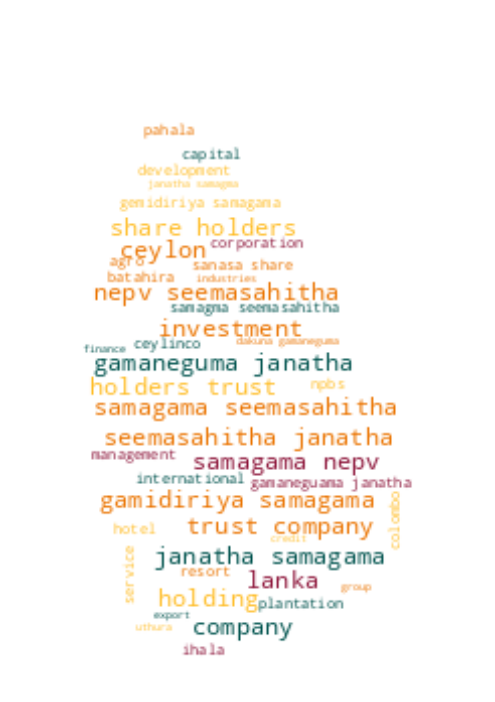 pahala
capital
development
janatha samagma
gemidiriya samagama
share holders
corporation
ceylon
agro
sanasa share
batahira
industries
nepv seemasahitha
samagma seemasahitha
investment
dakuna gamaneguma
ceylinco
finance
gamaneguma janatha
holders trust
npbs
samagama seemasahitha
seemasahitha janatha
management
samagama nepv
international
gamaneguama janatha
gamidiriya samagama
colombo
hotel
trust company
credit
service
janatha samagama
resort
lanka
group
holding
plantation
export
uthura
company
ihala